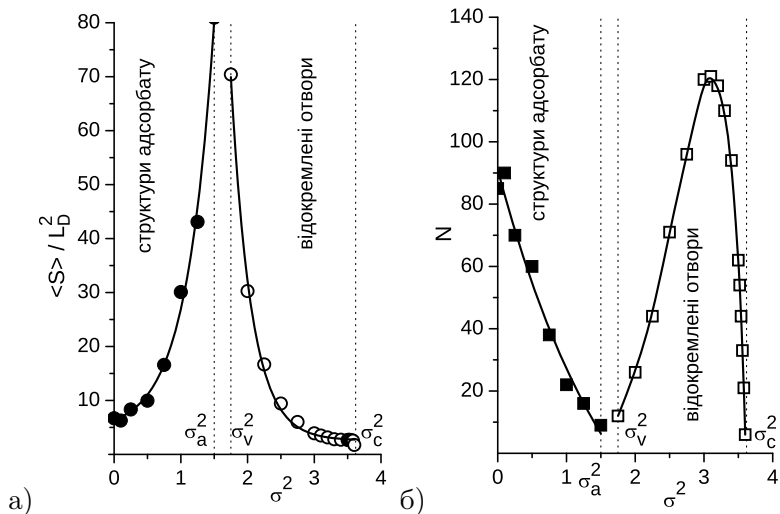 80
70
60
50
40
30
20
10
<S> / L_D^2
структури адсорбату
відокремлені отвори
σ_a^2
σ_v^2
σ_c^2
0
1
2
3
4
σ^2
а)
140
120
100
80
60
40
20
N
структури адсорбату
відокремлені отвори
σ_v^2
σ_c^2
0
1
σ_a^2
2
3
4
σ^2
б)